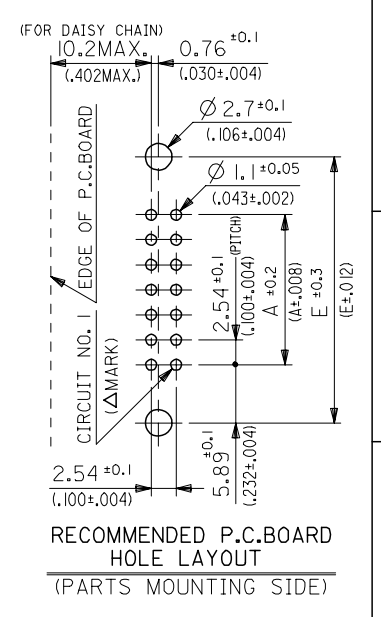 (FOR DAISY CHAIN)
10.2MAX.
(.402MAX.)
0.76 ±0.1
(.030±.004)
Ø 2.7±0.1
(.106±.004)
Ø 1.1±0.05
(.043±.002)
EDGE OF P.C.BOARD
CIRCUIT NO. 1
(△MARK)
2.54±0.1 (PITCH)
(.100±.004)
A ±0.2
(A±.008)
E ±0.3
(E±.012)
5.89 ±0.1
(.232±.004)
2.54 ±0.1
(.100±.004)
RECOMMENDED P.C.BOARD
HOLE LAYOUT
(PARTS MOUNTING SIDE)